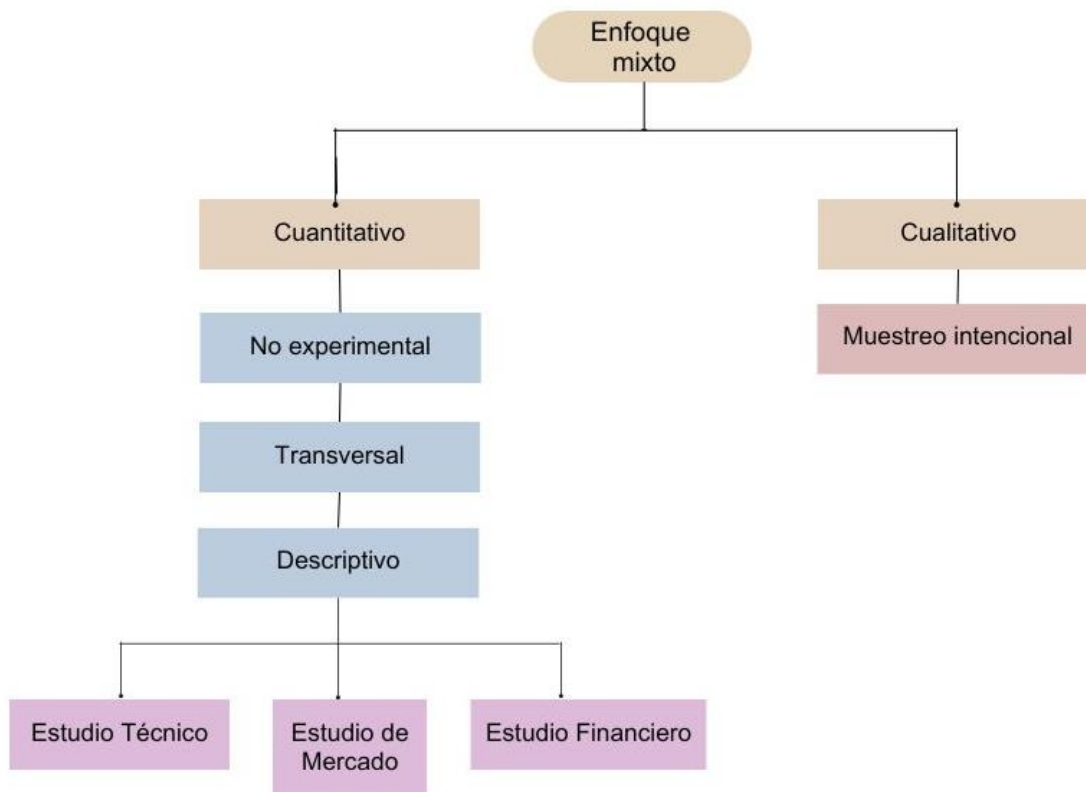 Enfoque
mixto
Cuantitativo
Cualitativo
No experimental
Muestreo intencional
Transversal
Descriptivo
Estudio Técnico
Estudio de
Mercado
Estudio Financiero